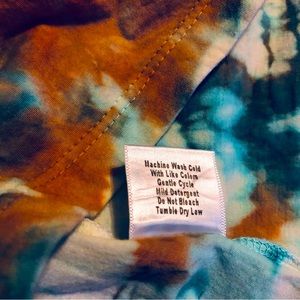 Machine Wash Cold
With Like Colors
Gentle Cycle
Mild Detergent
Do Not Bleach
Tumble Dry Low